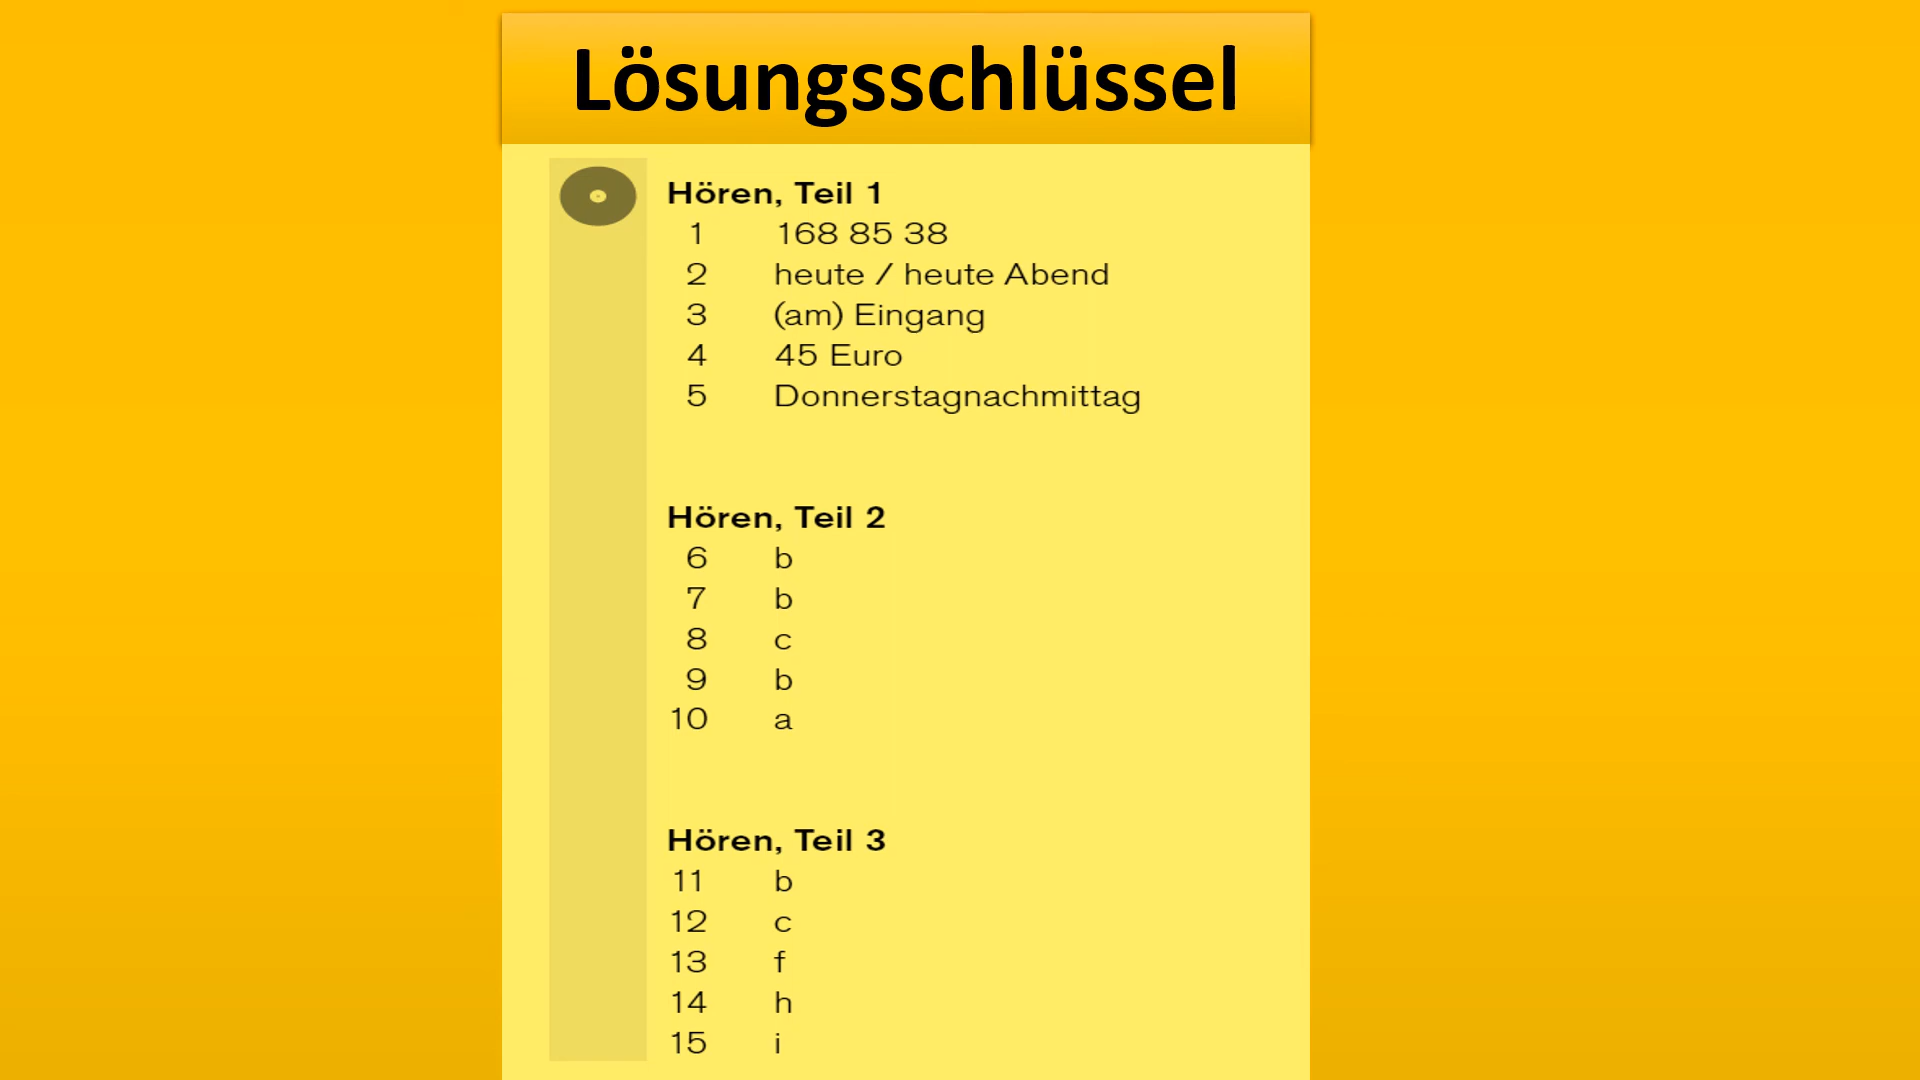 Lösungsschlüssel
Hören, Teil 1
1 168 85 38
2 heute / heute Abend
3 (am) Eingang
4 45 Euro
5 Donnerstagnachmittag
Hören, Teil 2
6 b
7 b
8 c
9 b
10 a
Hören, Teil 3
11 b
12 c
13 f
14 h
15 i